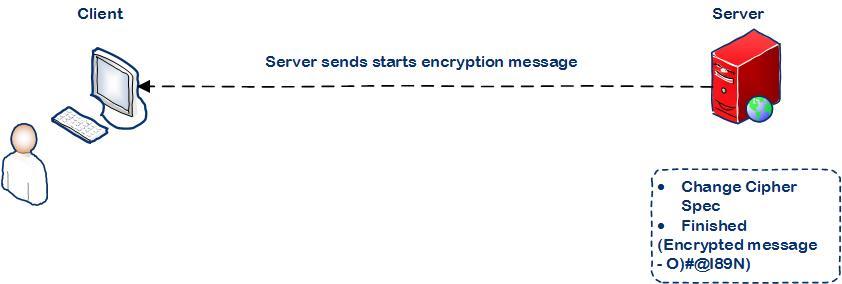 Client
Server
Server sends starts encryption message
• Change Cipher
Spec
• Finished
(Encrypted message
- O)#@I89N)